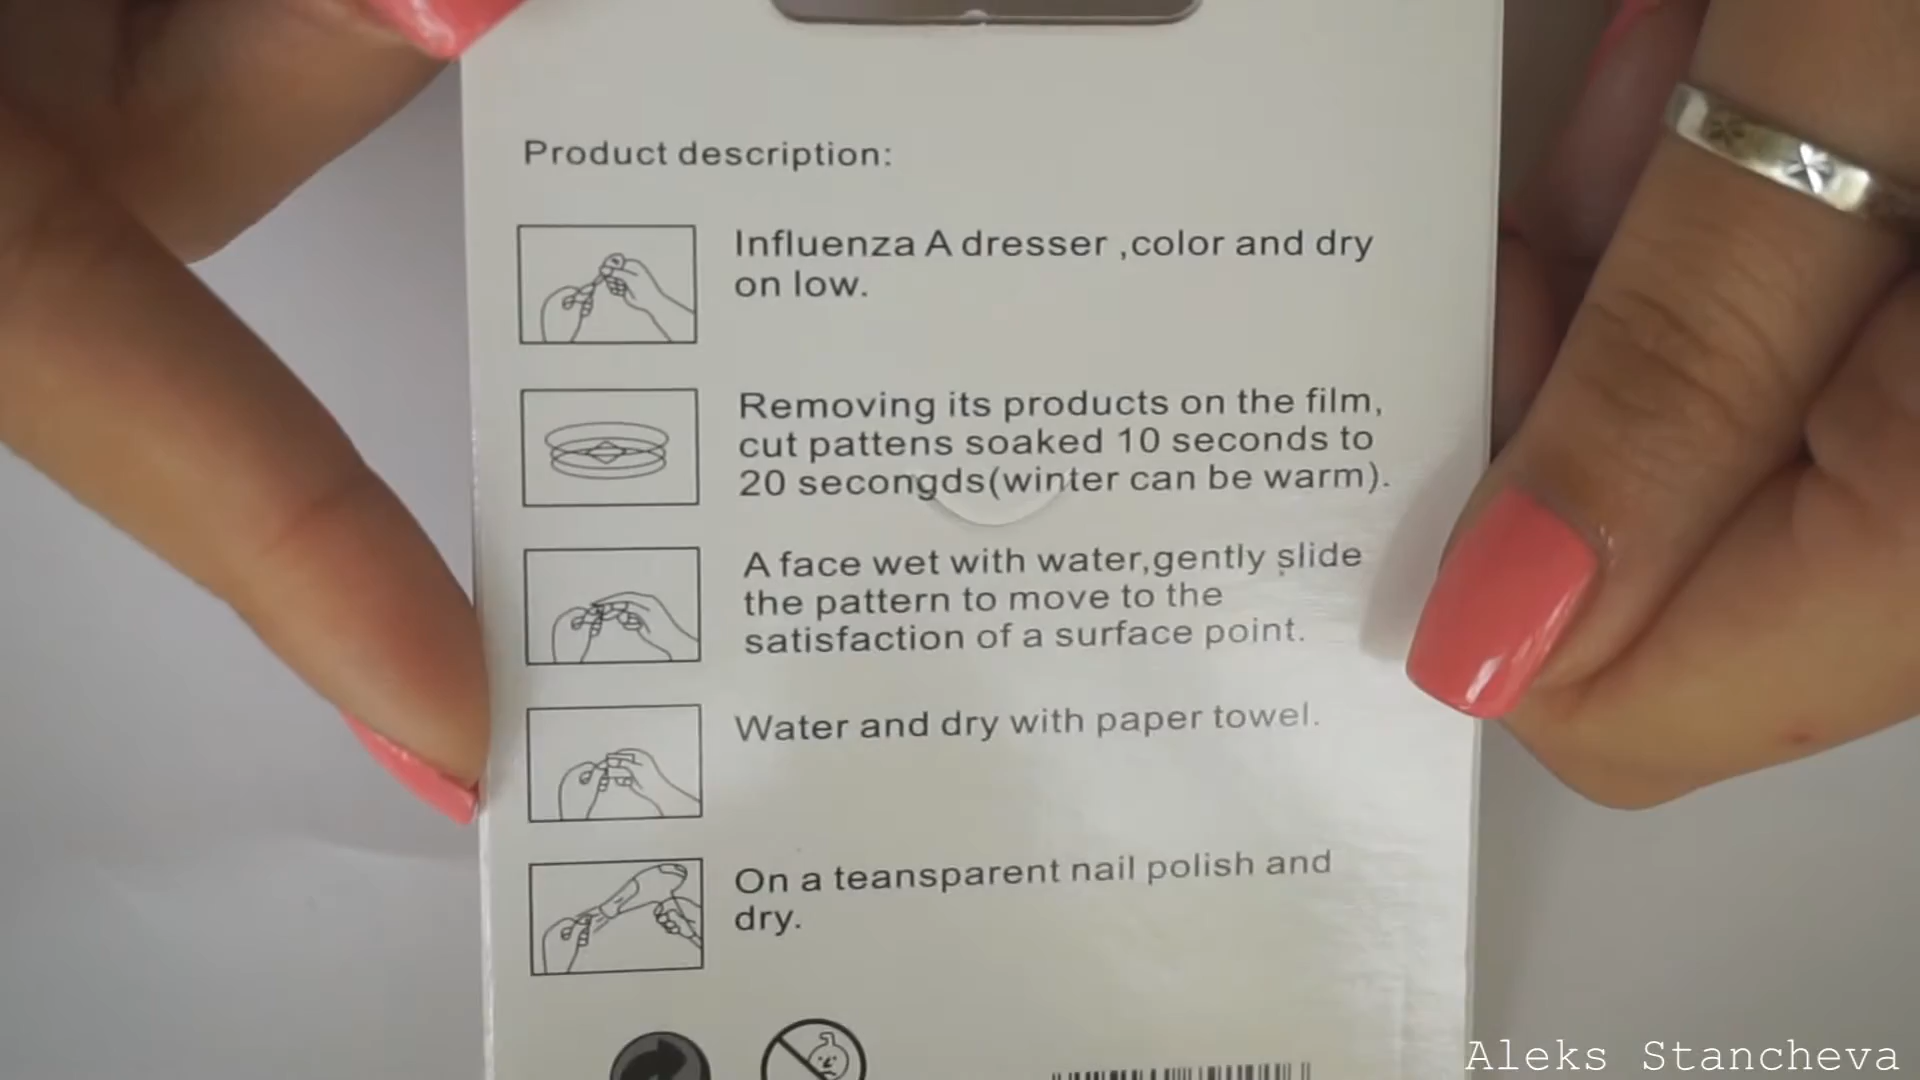 Product description:
Influenza A dresser ,color and dry
on low.
Removing its products on the film,
cut pattens soaked 10 seconds to
20 secongds(winter can be warm).
A face wet with water,gently slide
the pattern to move to the
satisfaction of a surface point.
Water and dry with paper towel.
On a teansparent nail polish and
dry.
Aleks Stancheva